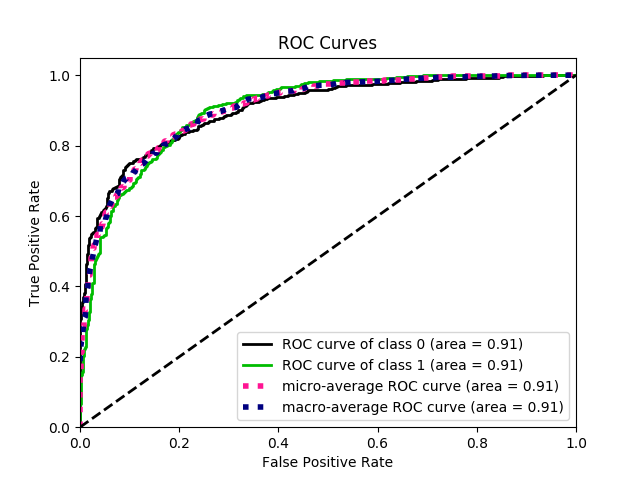 ROC Curves
1.0
0.8
0.6
0.4
0.2
0.0
True Positive Rate
ROC curve of class 0 (area = 0.91)
ROC curve of class 1 (area = 0.91)
micro-average ROC curve (area = 0.91)
macro-average ROC curve (area = 0.91)
0.0 0.2 0.4 0.6 0.8 1.0
False Positive Rate